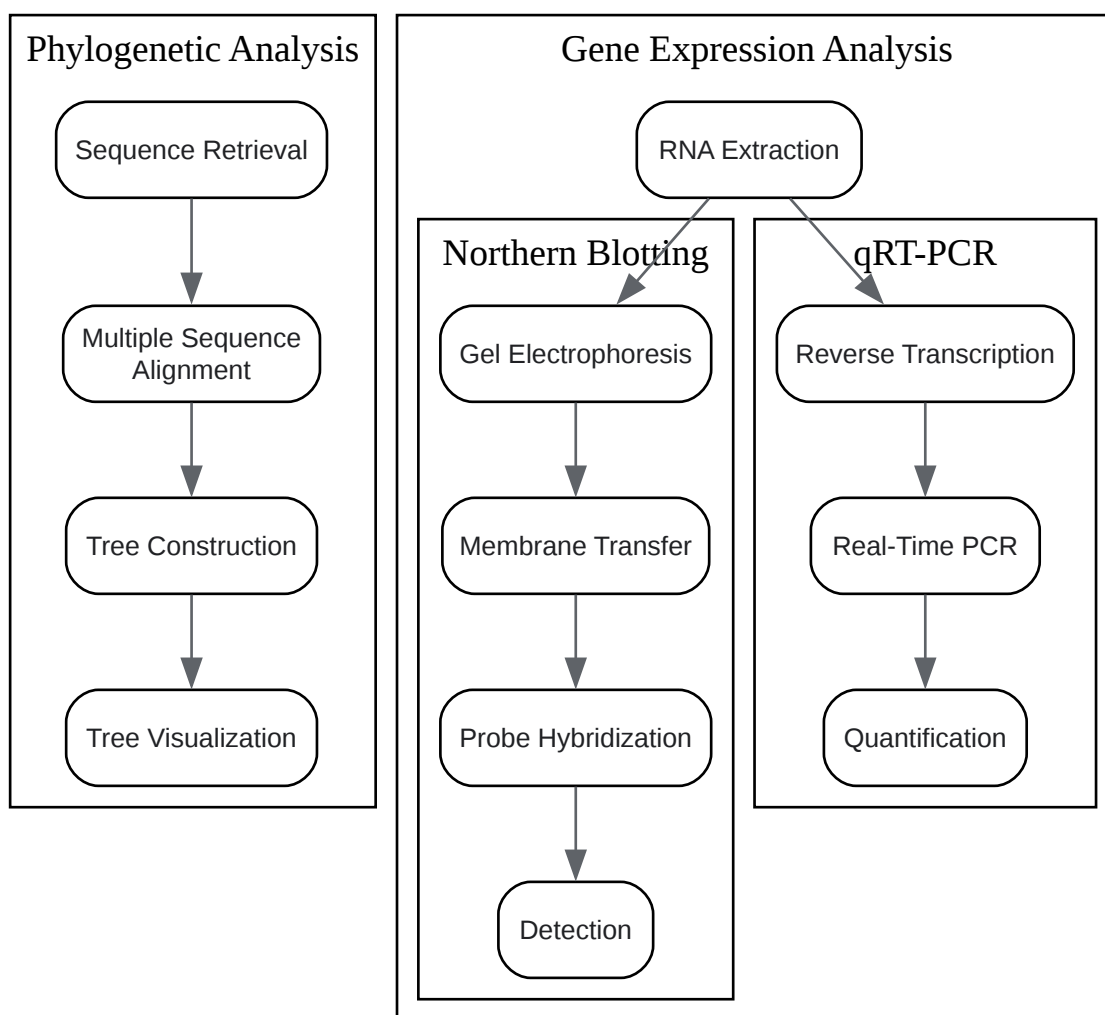 Phylogenetic Analysis
Sequence Retrieval
Multiple Sequence
Alignment
Tree Construction
Tree Visualization
Gene Expression Analysis
RNA Extraction
Northern Blotting
Gel Electrophoresis
Membrane Transfer
Probe Hybridization
Detection
qRT-PCR
Reverse Transcription
Real-Time PCR
Quantification